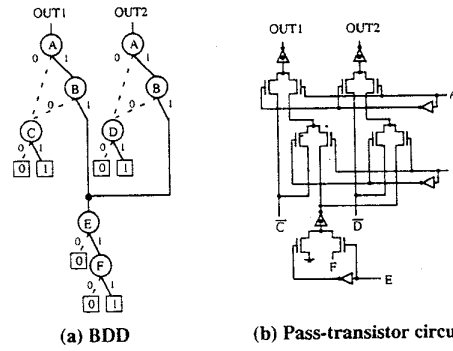 OUT1 OUT2
A A
0 1 0 1
B B
0 1 0 1
C D
0 1 0 1
0 1 0 1
E
0 1
0 F
0 1
0 1
(a) BDD
OUT1 OUT2
C D
F
E
(b) Pass-transistor circu